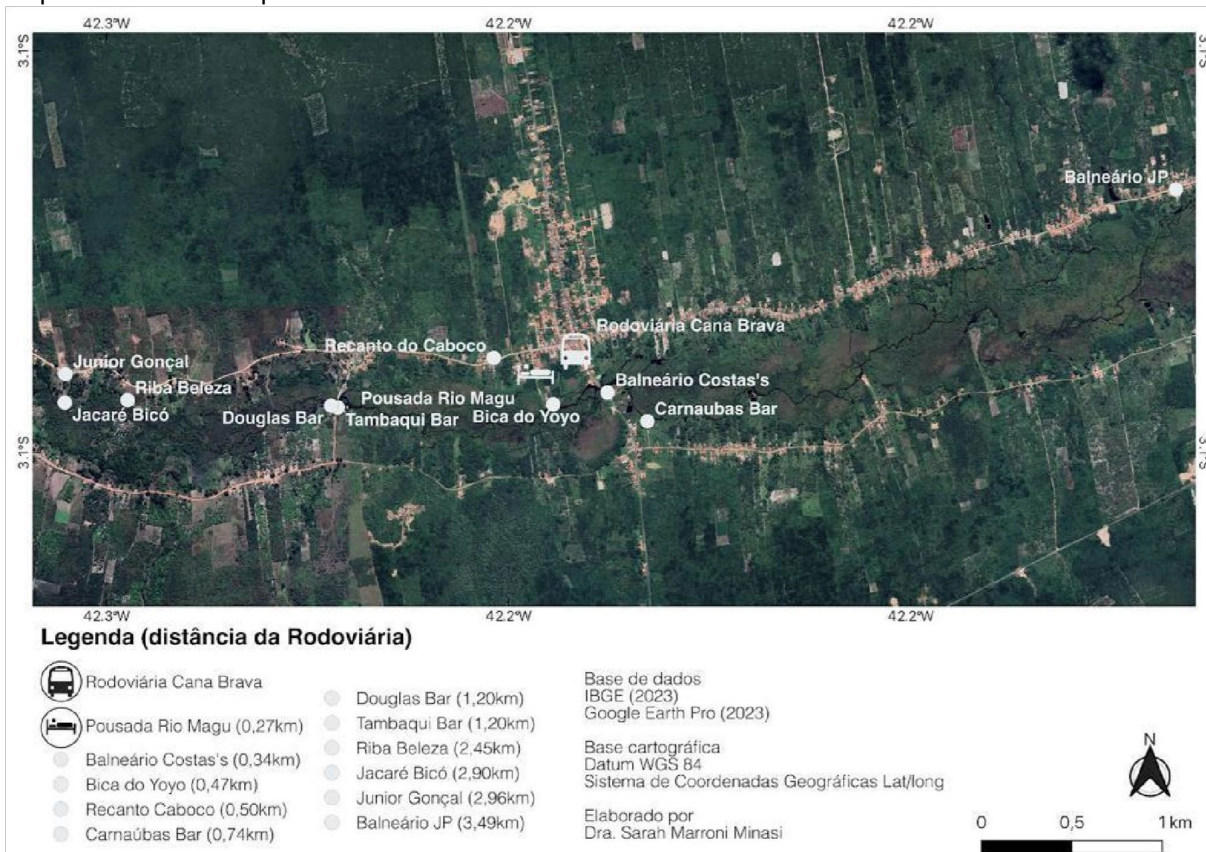 42.3°W
42.2°W
42.2°W
3.1°S
3.1°S
Balneário JP
Rodoviária Cana Brava
Recanto do Caboco
Junior Gonçal
Riba Beleza
Jacaré Bicó
Balneário Costas's
Pousada Rio Magu
Douglas Bar
Tambaqui Bar
Bica do Yoyo
Carnaubas Bar
3.1°S
3.1°S
42.3°W
42.2°W
42.2°W
Legenda (distância da Rodoviária)
Rodoviária Cana Brava
Pousada Rio Magu (0,27km)
Balneário Costas's (0,34km)
Bica do Yoyo (0,47km)
Recanto Caboco (0,50km)
Carnaúbas Bar (0,74km)
Douglas Bar (1,20km)
Tambaqui Bar (1,20km)
Riba Beleza (2,45km)
Jacaré Bicó (2,90km)
Junior Gonçal (2,96km)
Balneário JP (3,49km)
Base de dados
IBGE (2023)
Google Earth Pro (2023)
Base cartográfica
Datum WGS 84
Sistema de Coordenadas Geográficas Lat/long
Elaborado por
Dra. Sarah Marroni Minasi
N
0 0,5 1km